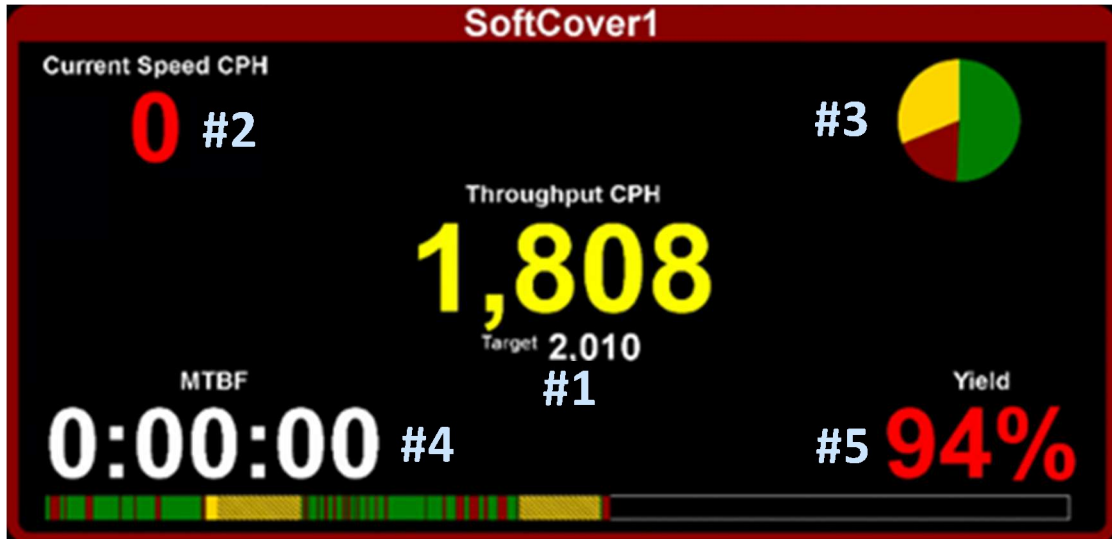 SoftCover1
Current Speed CPH
0 #2
#3
Throughput CPH
1,808
Target 2.010
#1
MTBF
0:00:00 #4
Yield
#5 94%